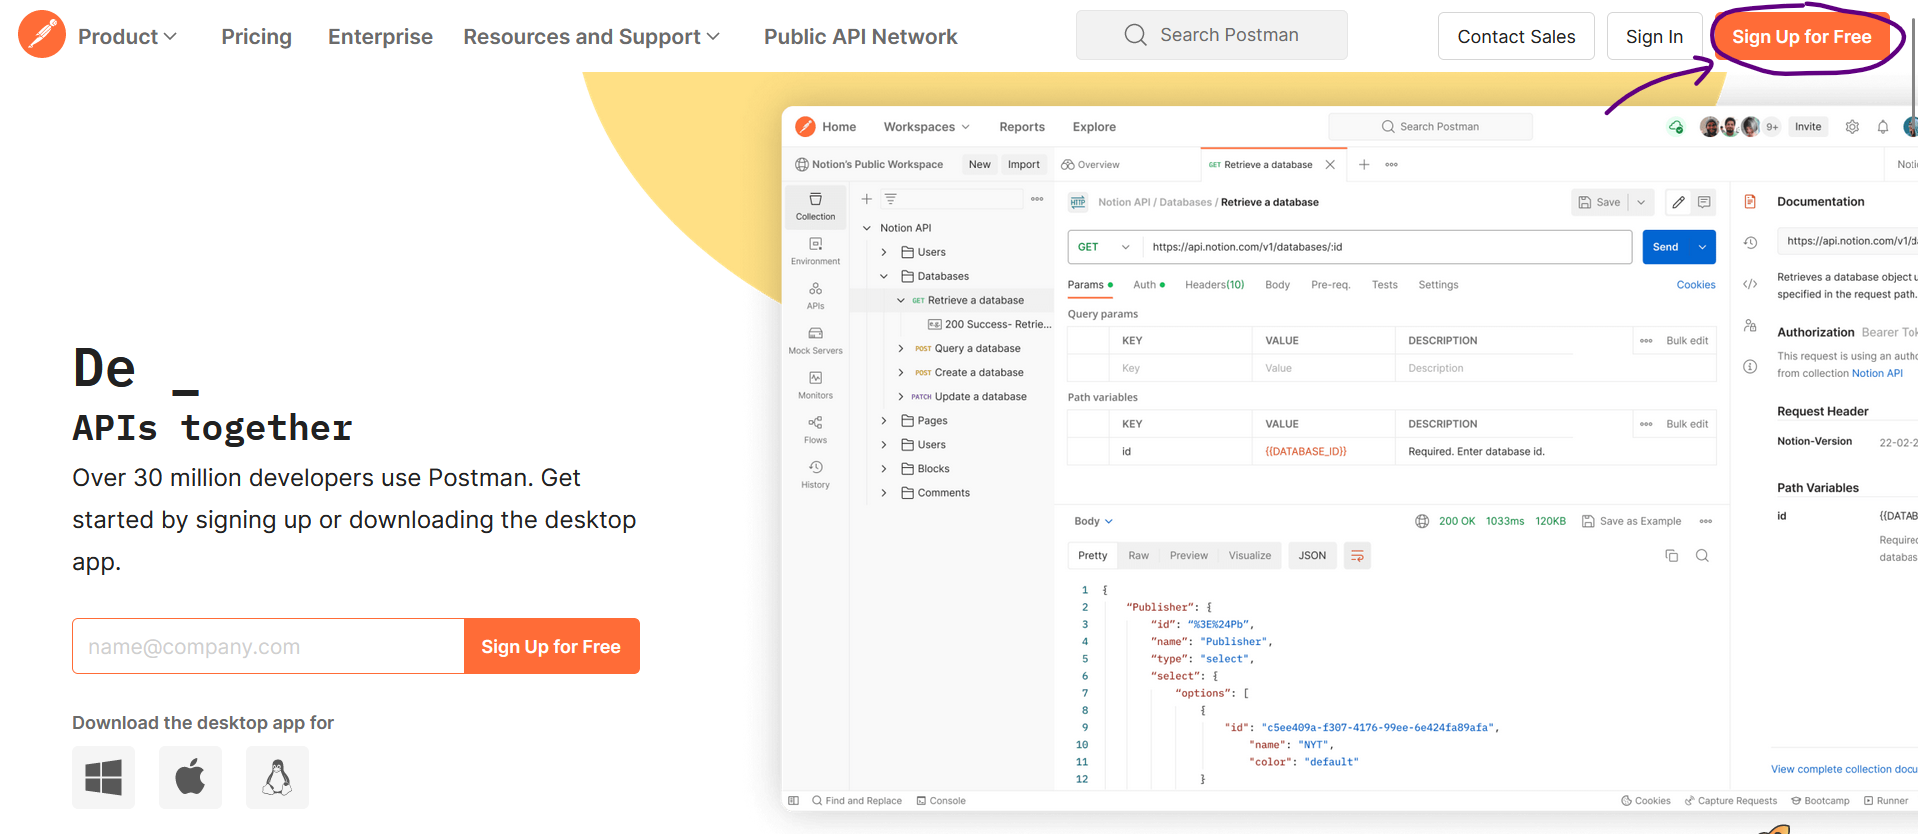 Product
Pricing
Enterprise
Resources and Support
Public API Network
Search Postman
Contact Sales
Sign In
Sign Up for Free
De _
APIs together
Over 30 million developers use Postman. Get
started by signing up or downloading the desktop
app.
name@company.com
Sign Up for Free
Download the desktop app for
Home
Workspaces
Reports
Explore
Search Postman
9+
Invite
Notion's Public Workspace
New
Import
Overview
GET Retrieve a database
Collection
Environment
APIs
Mock Servers
Monitors
Flows
History
Notion API
Users
Databases
GET Retrieve a database
200 Success- Retrie...
POST Query a database
POST Create a database
PATCH Update a database
Pages
Users
Blocks
Comments
HTTP
Notion API / Databases / Retrieve a database
Save
GET
https://api.notion.com/v1/databases/:id
Send
Params
Auth
Headers(10)
Body
Pre-req.
Tests
Settings
Cookies
Query params
KEY VALUE DESCRIPTION
Bulk edit
Key Value Description
Path variables
KEY VALUE DESCRIPTION
Bulk edit
id {{DATABASE_ID}} Required. Enter database id.
Body
200 OK 1033ms 120KB
Save as Example
Pretty
Raw
Preview
Visualize
JSON
1 {
2 “Publisher”: {
3 “id”: “%3E%24Pb”,
4 “name”: "Publisher",
5 “type”: "select",
6 “select”: {
7 “options”: [
8 {
9 "id": "c5ee409a-f307-4176-99ee-6e424fa89afa",
10 "name": "NYT",
11 "color": "default"
12 }
Documentation
https://api.notion.com/v1/d
Retrieves a database object
specified in the request path.
Authorization Bearer
This request is using an
from collection Notion API
Request Header
Notion-Version 22-02-2
Path Variables
id {{DATAB
View complete collection
Find and Replace
Console
Cookies
Capture Requests
Bootcamp
Runner